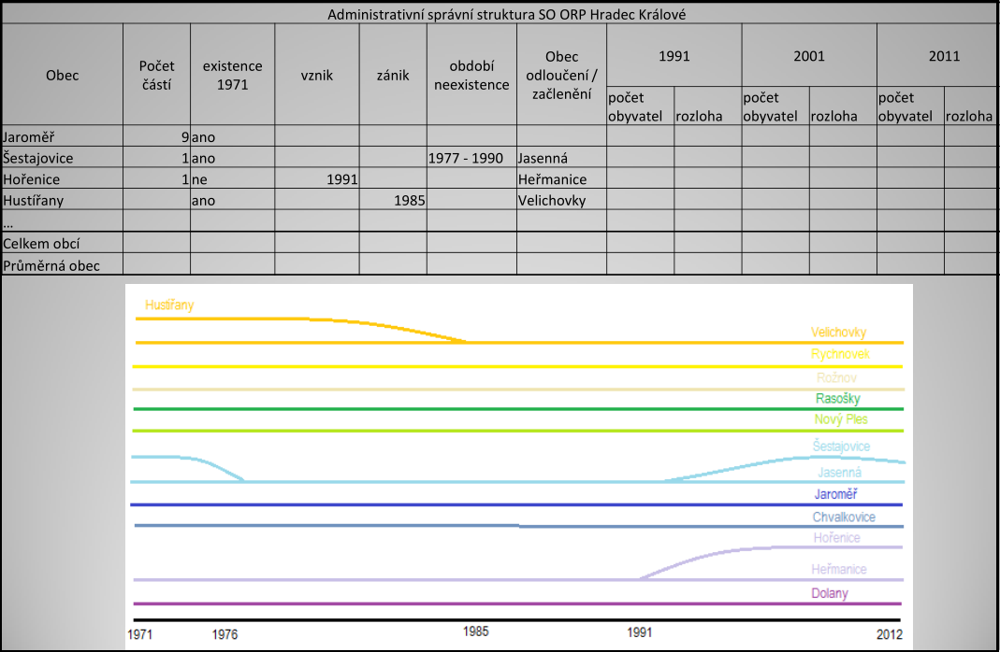 Administrativní správní struktura SO ORP Hradec Králové
Obec
Počet
částí
existence
1971
vznik
zánik
období
neexistence
Obec
odloučení /
začlenění
1991
2001
2011
počet
obyvatel
rozloha
počet
obyvatel
rozloha
počet
obyvatel
rozloha
Jaroměř 9 ano
Šestajovice 1 ano 1977 - 1990 Jasenná
Hořenice 1 ne 1991 Heřmanice
Hustířany ano 1985 Velichovky
...
Celkem obcí
Průměrná obec
Hustířany
Velichovky
Rychnovek
Rožnov
Rasošky
Nový Ples
Šestajovice
Jasenná
Jaroměř
Chvalkovice
Hořenice
Heřmanice
Dolany
1971 1976 1985 1991 2012